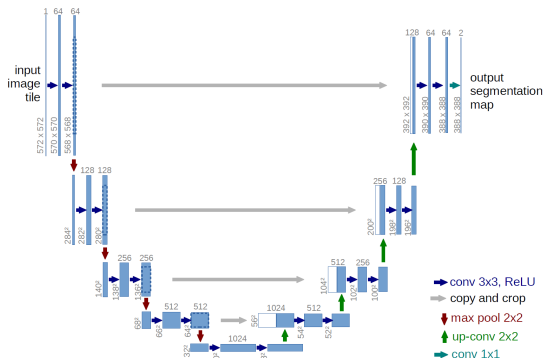 1 64 64
128 64 64 2
input
image
tile
output
segmentation
map
572 x 572
570 x 570
568 x 568
392 x 392
390 x 390
388 x 388
388 x 388
128 128
256 128
284²
282²
280²
200²
198²
196²
256 256
512 256
140²
138²
136²
104²
102²
100²
512 512
1024 512
68²
66²
64²
56²
54²
52²
1024
32²
conv 3x3, ReLU
copy and crop
max pool 2x2
up-conv 2x2
conv 1x1